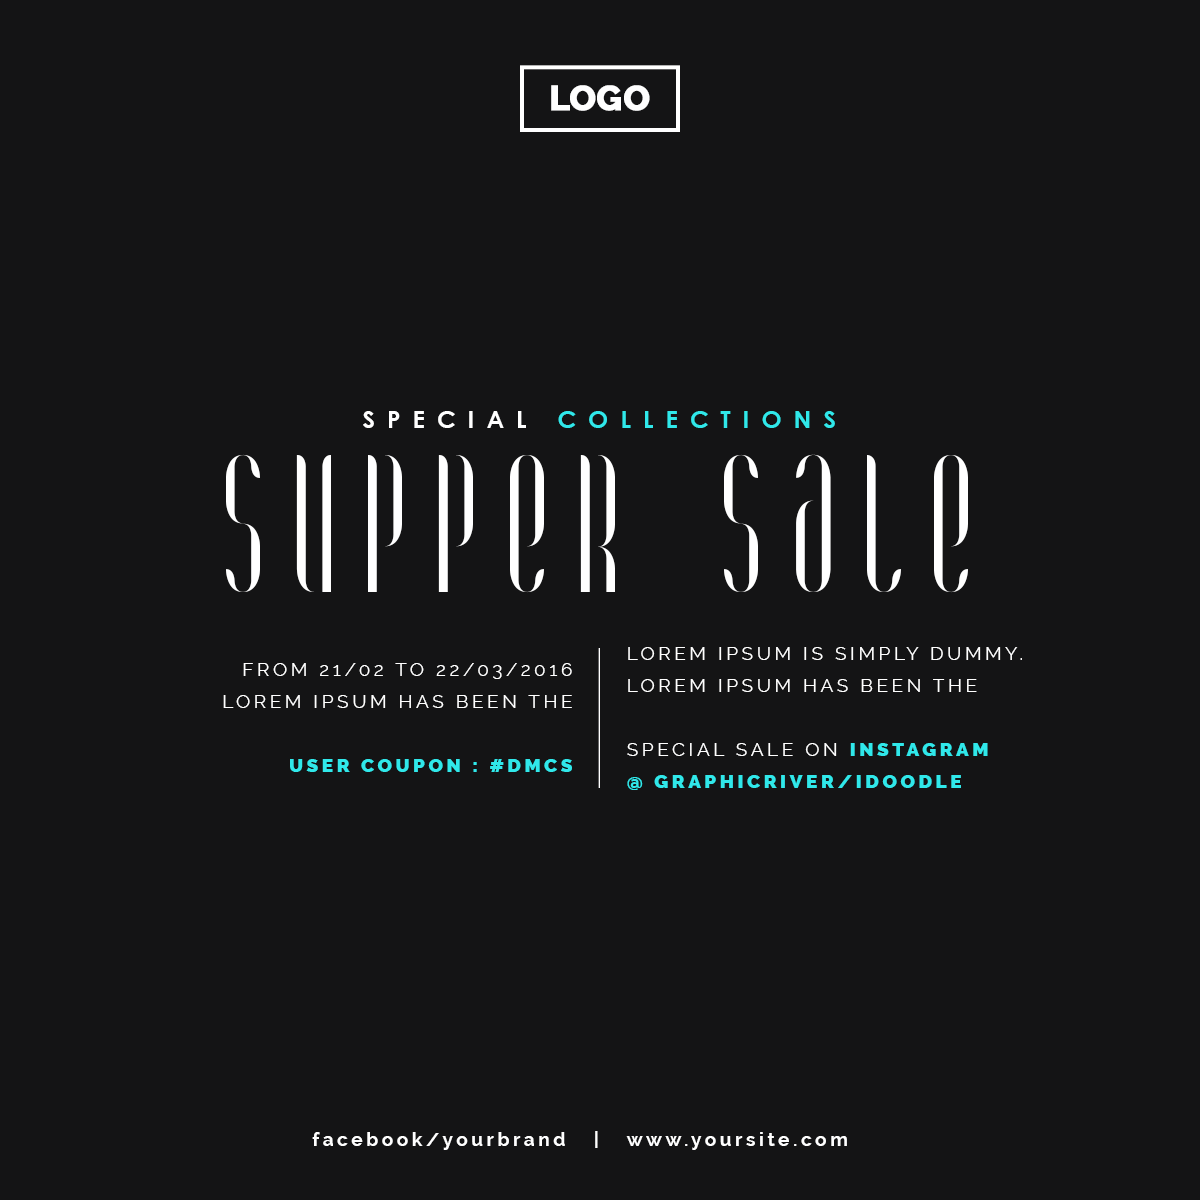 LOGO
SPECIAL COLLECTIONS
SUPPER SALE
FROM 21/02 TO 22/03/2016
LOREM IPSUM HAS BEEN THE
USER COUPON : #DMCS
LOREM IPSUM IS SIMPLY DUMMY.
LOREM IPSUM HAS BEEN THE
SPECIAL SALE ON INSTAGRAM
@ GRAPHICRIVER/IDOODLE
facebook/yourbrand | www.yoursite.com